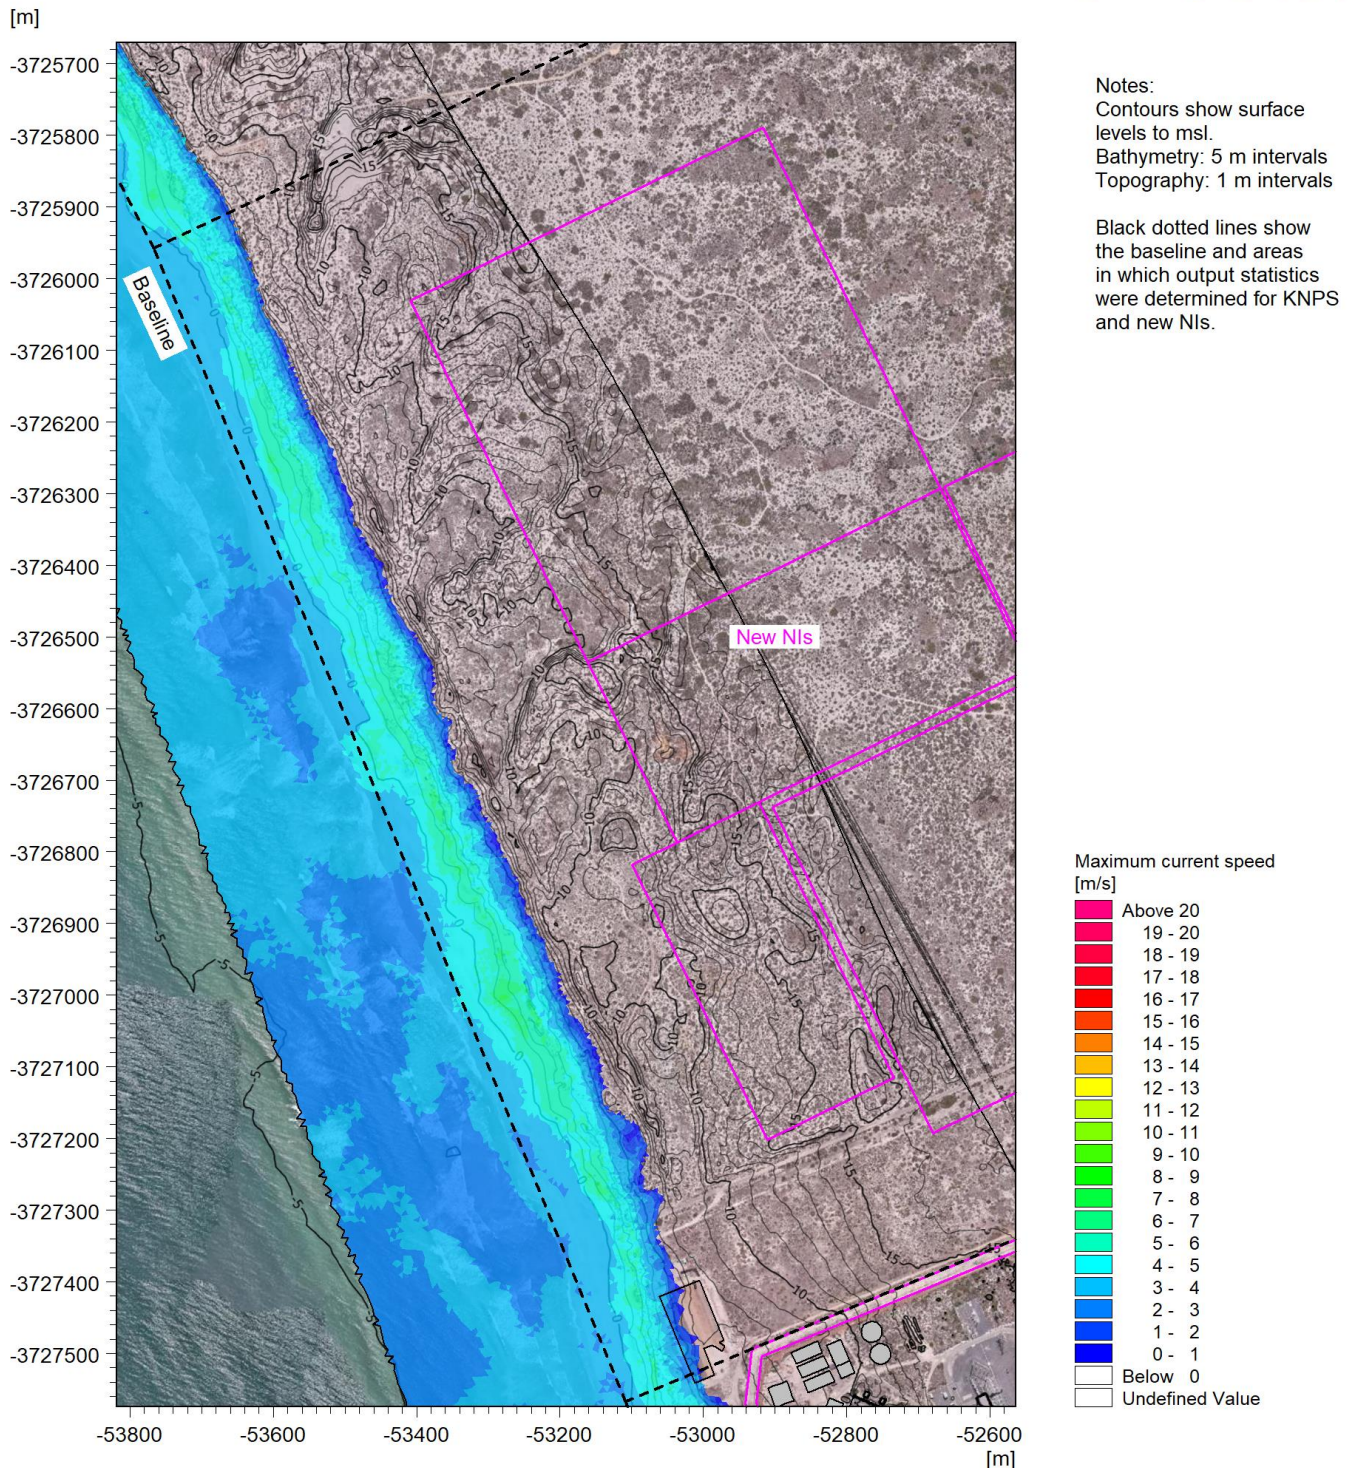 [m]
-3725700
-3725800
-3725900
-3726000
-3726100
-3726200
-3726300
-3726400
-3726500
-3726600
-3726700
-3726800
-3726900
-3727000
-3727100
-3727200
-3727300
-3727400
-3727500
-53800
-53600
-53400
-53200
-53000
-52800
-52600
[m]
Baseline
New NIs
Notes:
Contours show surface
levels to msl.
Bathymetry: 5 m intervals
Topography: 1 m intervals
Black dotted lines show
the baseline and areas
in which output statistics
were determined for KNPS
and new NIs.
Maximum current speed
[m/s]
Above 20
19 - 20
18 - 19
17 - 18
16 - 17
15 - 16
14 - 15
13 - 14
12 - 13
11 - 12
10 - 11
9 - 10
8 - 9
7 - 8
6 - 7
5 - 6
4 - 5
3 - 4
2 - 3
1 - 2
0 - 1
Below 0
Undefined Value